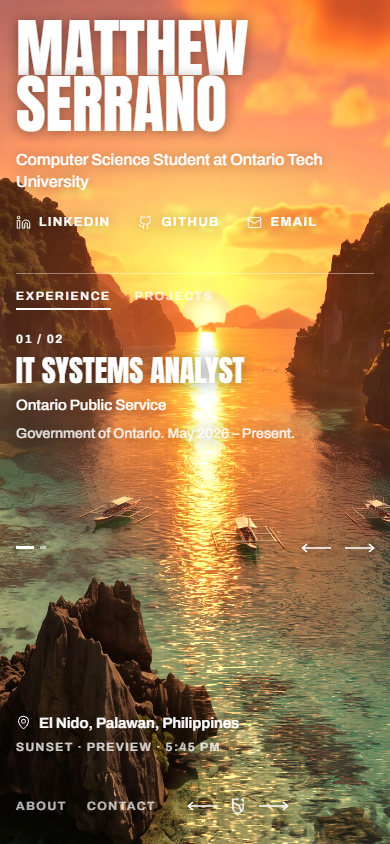 MATTHEW
SERRANO
Computer Science Student at Ontario Tech
University
LINKEDIN GITHUB EMAIL
EXPERIENCE PROJECTS
01 / 02
IT SYSTEMS ANALYST
Ontario Public Service
Government of Ontario. May 2026 – Present.
El Nido, Palawan, Philippines
SUNSET · PREVIEW · 5:45 PM
ABOUT CONTACT